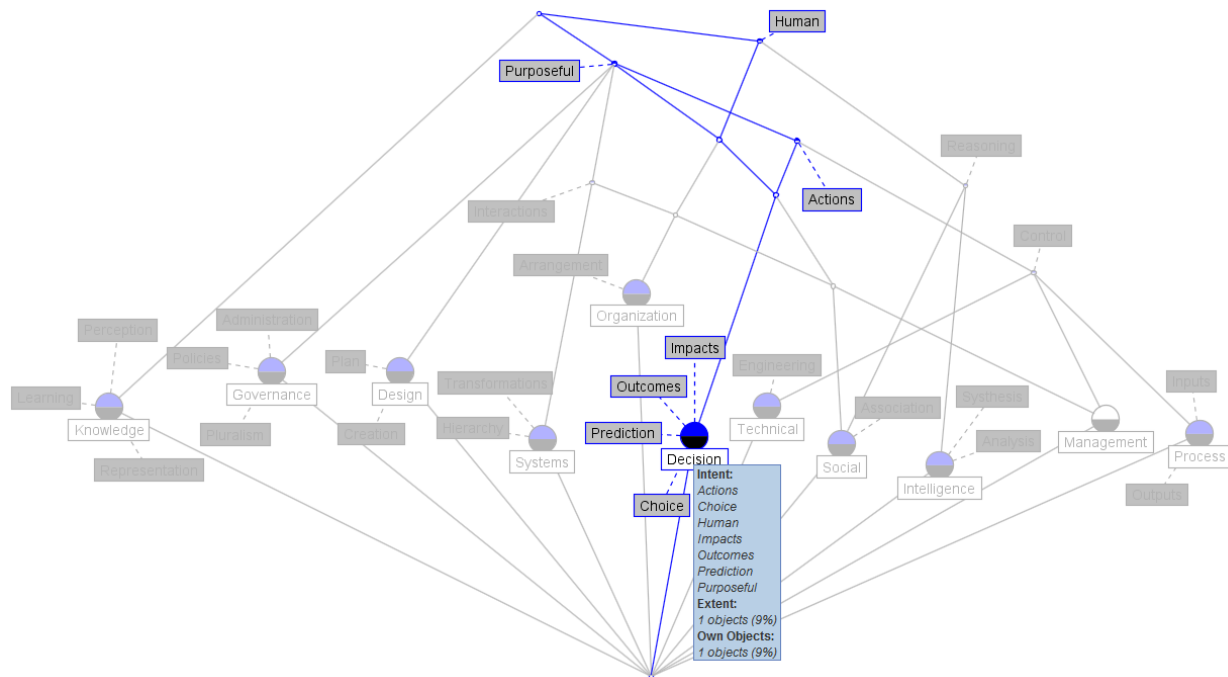 Human
Purposeful
Reasoning
Actions
Interactions
Control
Arrangement
Organization
Perception
Administration
Impacts
Policies
Plan
Transformations
Outcomes
Engineering
Inputs
Learning
Governance
Design
Systhesis
Knowledge
Pluralism
Creation
Hierarchy
Prediction
Technical
Association
Analysis
Management
Process
Representation
Systems
Decision
Social
Intelligence
Outputs
Choice
Intent:
Actions
Choice
Human
Impacts
Outcomes
Prediction
Purposeful
Extent:
1 objects (9%)
Own Objects:
1 objects (9%)